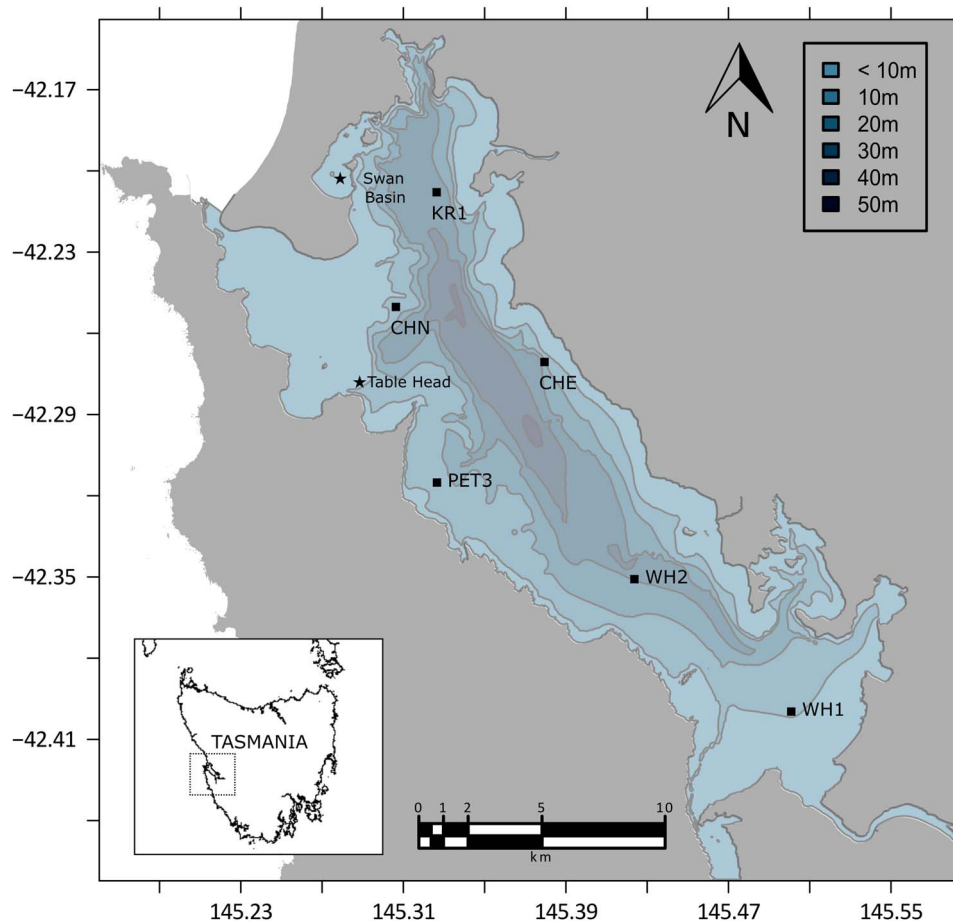 −42.17
−42.23
−42.29
−42.35
−42.41
N
< 10m
10m
20m
30m
40m
50m
Swan
Basin
KR1
CHN
Table Head
CHE
PET3
WH2
WH1
TASMANIA
0 1 2 5 10
km
145.23 145.31 145.39 145.47 145.55